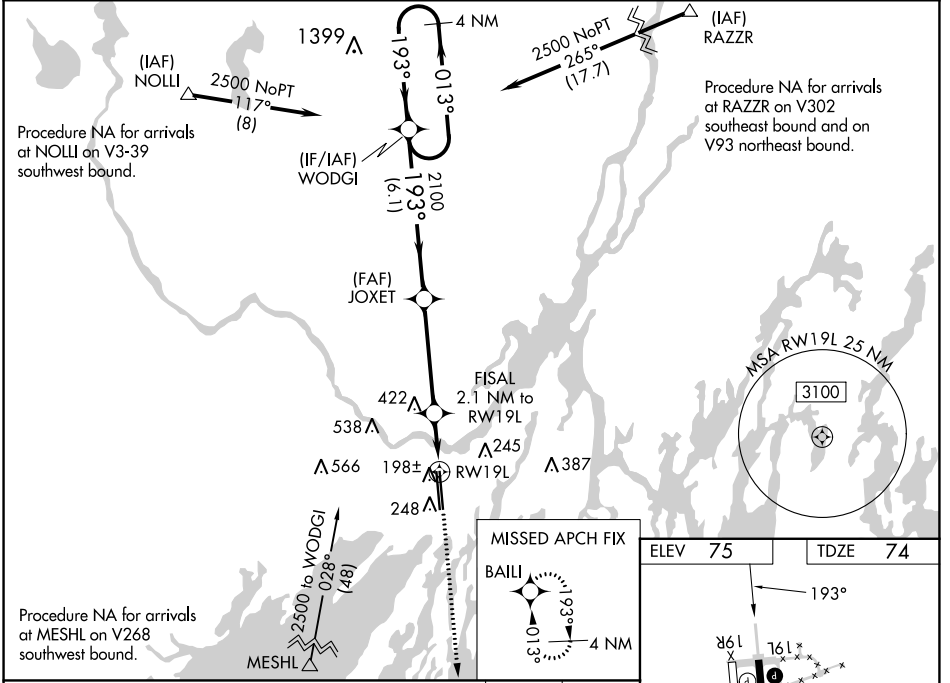 1399
4 NM
193°
013°
(IAF)
RAZZR
2500 NoPT
265°
(17.7)
(IAF)
NOLLI
2500 NoPT
117°
(8)
Procedure NA for arrivals
at NOLLI on V3-39
southwest bound.
Procedure NA for arrivals
at RAZZR on V302
southeast bound and on
V93 northeast bound.
(IF/IAF)
WODGI
2100
193°
(6.1)
(FAF)
JOXET
MSA RW19L 25 NM
3100
FISAL
2.1 NM to
RW19L
422
538
245
566
198±
RW19L
387
248
2500 to WODGI
028°
(48)
MESHL
Procedure NA for arrivals
at MESHL on V268
southwest bound.
MISSED APCH FIX
BAILI
193°
013°
4 NM
ELEV 75
TDZE 74
193°
19R
19L
P